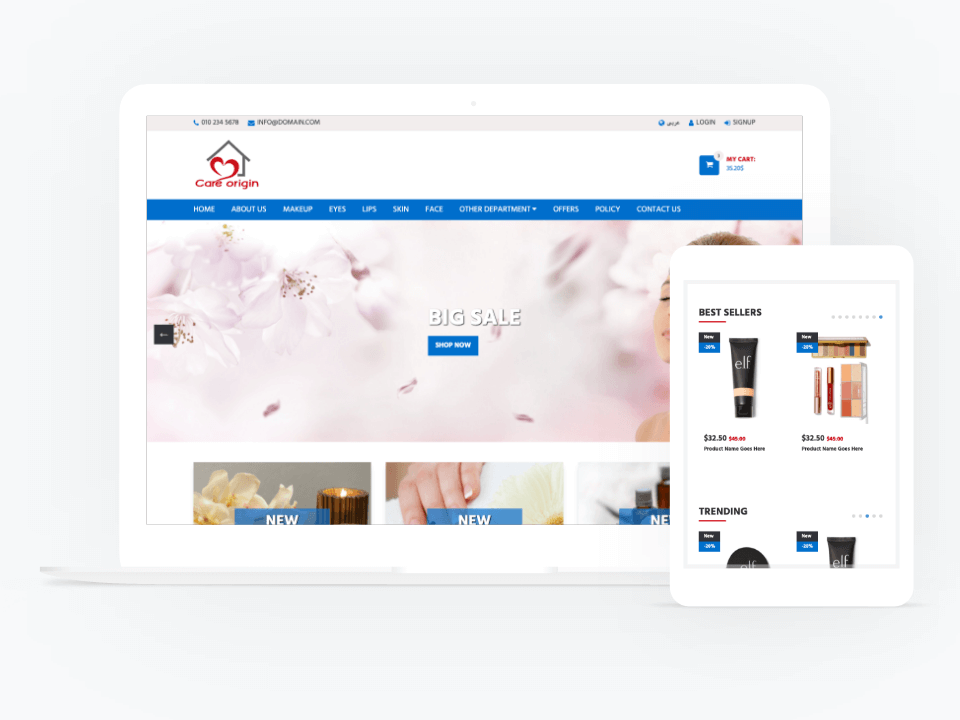 010 234 5678 INFO@DOMAIN.COM عربي LOGIN SIGNUP
Care origin
MY CART:
35.20$
HOME ABOUT US MAKEUP EYES LIPS SKIN FACE OTHER DEPARTMENT OFFERS POLICY CONTACT US
BIG SALE
SHOP NOW
NEW NEW NE
BEST SELLERS
New New
-20% -20%
e.l.f.
$32.50 $45.00 $32.50 $45.00
Product Name Goes Here Product Name Goes Here
TRENDING
New New
-20% -20%
elf elf